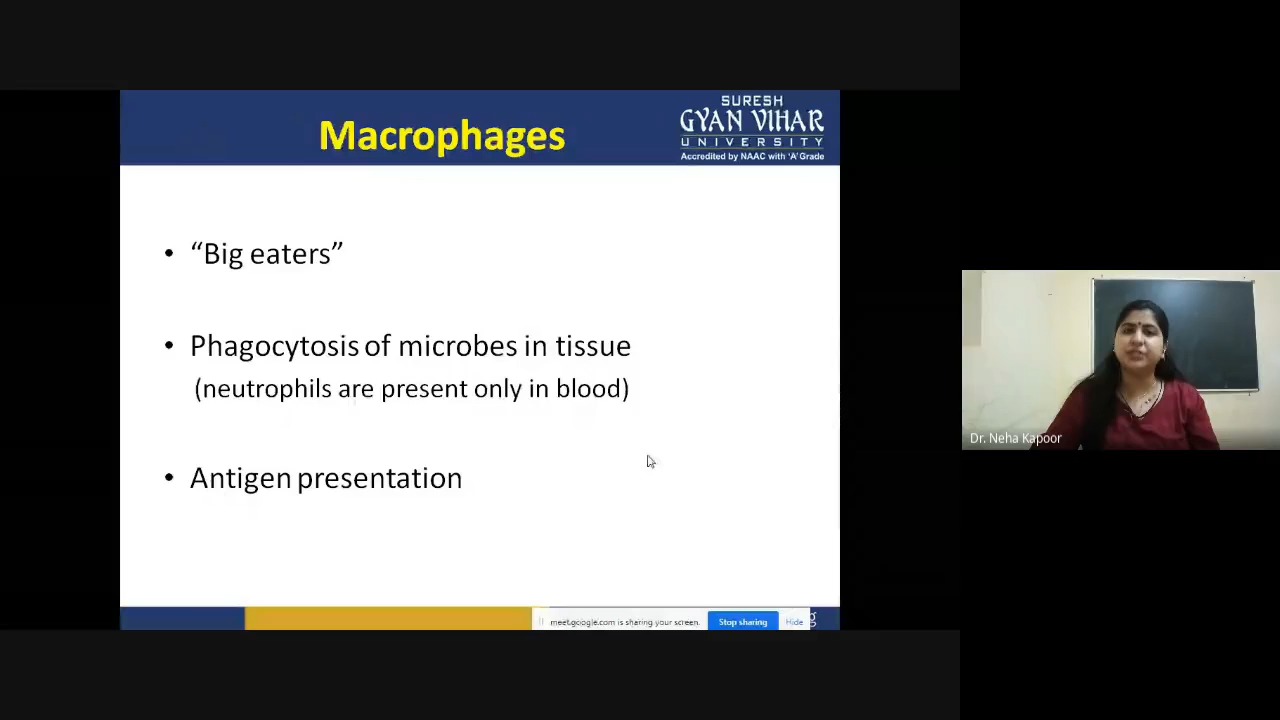 Macrophages
SURESH
GYAN VIHAR
UNIVERSITY
Accredited by NAAC with 'A' Grade
• “Big eaters”
• Phagocytosis of microbes in tissue
(neutrophils are present only in blood)
• Antigen presentation
Dr. Neha Kapoor
meet.google.com is sharing your screen.
Stop sharing
Hide